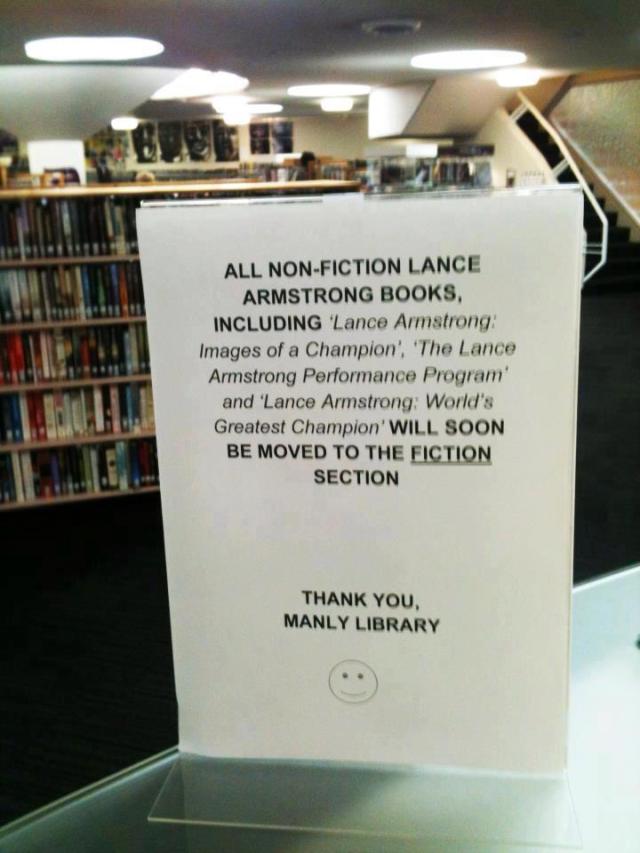 ALL NON-FICTION LANCE
ARMSTRONG BOOKS,
INCLUDING 'Lance Armstrong:
Images of a Champion', 'The Lance
Armstrong Performance Program'
and 'Lance Armstrong: World's
Greatest Champion' WILL SOON
BE MOVED TO THE FICTION
SECTION
THANK YOU,
MANLY LIBRARY